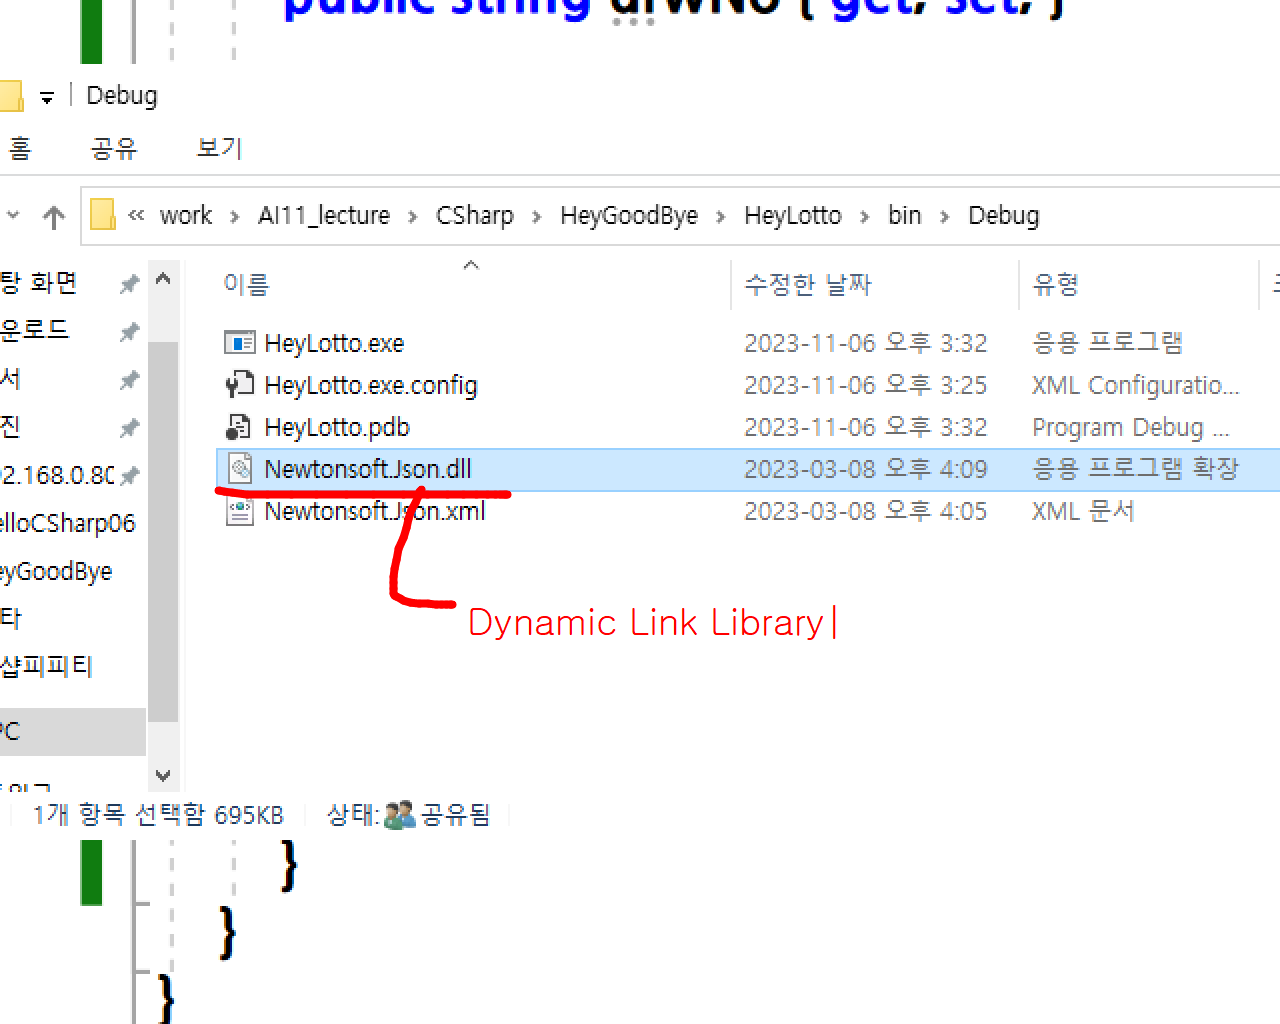 public string drwNo { get; set; }
Debug
홈 공유 보기
« work > AI11_lecture > CSharp > HeyGoodBye > HeyLotto > bin > Debug
이름 수정한 날짜 유형
탕 화면
운로드
서
진
02.168.0.80
elloCSharp06
eyGoodBye
타
샵피피티
PC
HeyLotto.exe 2023-11-06 오후 3:32 응용 프로그램
HeyLotto.exe.config 2023-11-06 오후 3:25 XML Configuratio...
HeyLotto.pdb 2023-11-06 오후 3:32 Program Debug ...
Newtonsoft.Json.dll 2023-03-08 오후 4:09 응용 프로그램 확장
Newtonsoft.Json.xml 2023-03-08 오후 4:05 XML 문서
Dynamic Link Library
1개 항목 선택함 695KB 상태: 공유됨
}
}
}